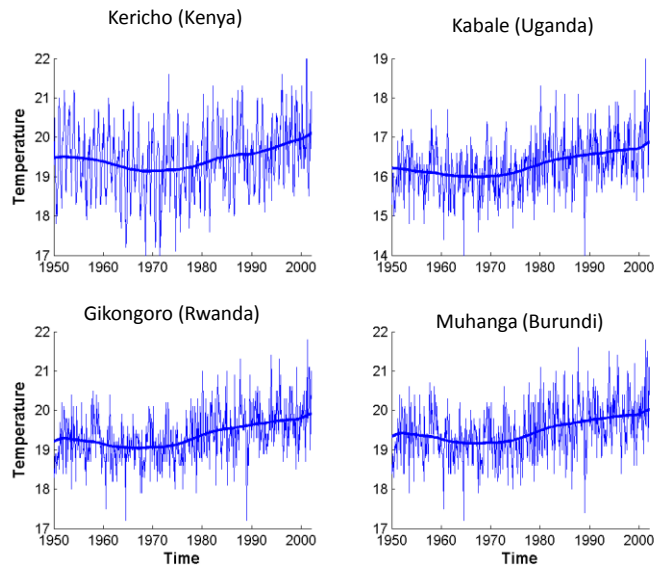 Kericho (Kenya)
Kabale (Uganda)
Temperature
22
21
20
19
18
17
1950 1960 1970 1980 1990 2000
19
18
17
16
15
14
1950 1960 1970 1980 1990 2000
Gikongoro (Rwanda)
Muhanga (Burundi)
Temperature
22
21
20
19
18
17
1950 1960 1970 1980 1990 2000
Time
22
21
20
19
18
17
1950 1960 1970 1980 1990 2000
Time